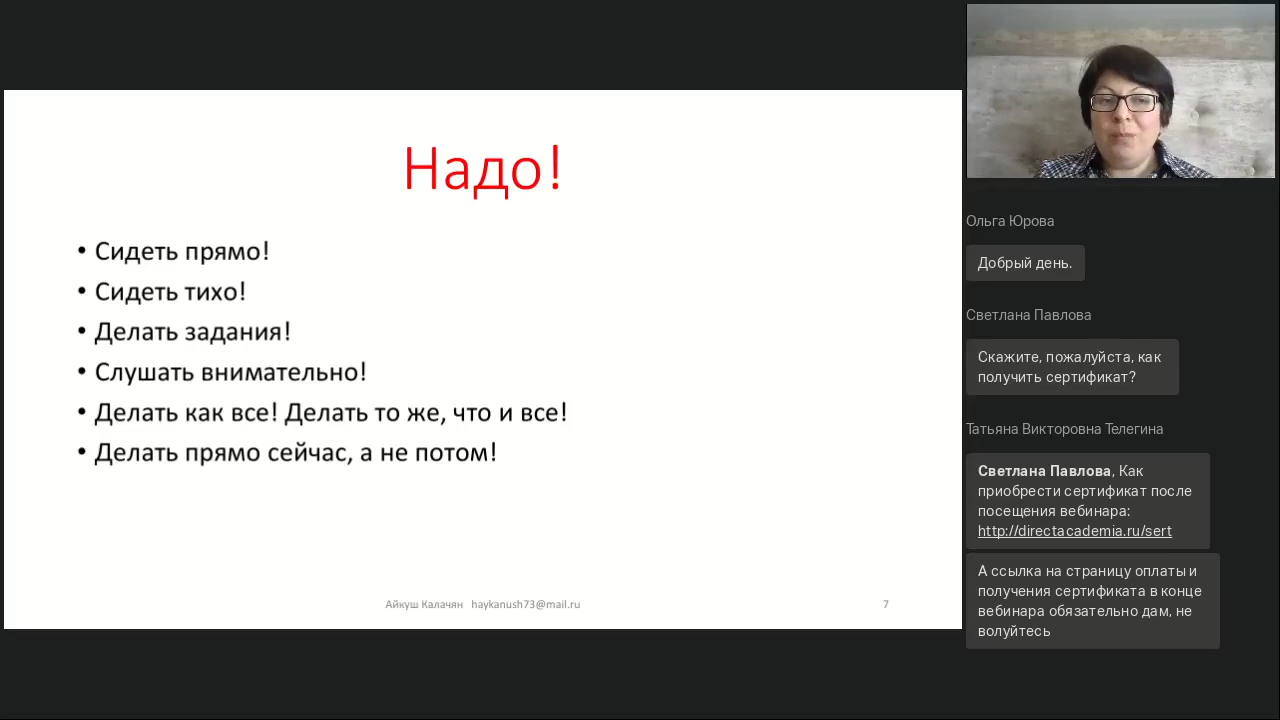 Надо!
• Сидеть прямо!
• Сидеть тихо!
• Делать задания!
• Слушать внимательно!
• Делать как все! Делать то же, что и все!
• Делать прямо сейчас, а не потом!
Айкуш Калачян haykanush73@mail.ru
7
Ольга Юрова
Добрый день.
Светлана Павлова
Скажите, пожалуйста, как
получить сертификат?
Татьяна Викторовна Телегина
Светлана Павлова, Как
приобрести сертификат после
посещения вебинара:
http://directacademia.ru/sert
А ссылка на страницу оплаты и
получения сертификата в конце
вебинара обязательно дам, не
волуйтесь